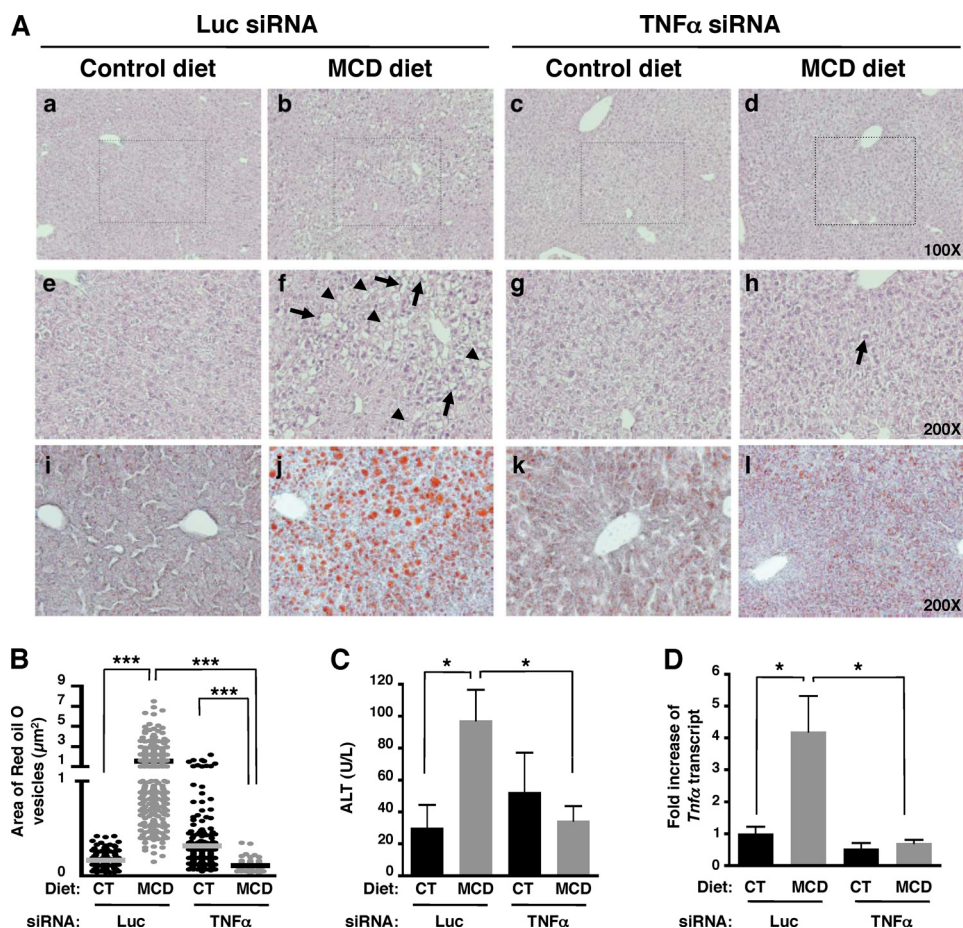 A
Luc siRNA TNFα siRNA
Control diet MCD diet Control diet MCD diet
a b c d
100X
e f g h
200X
i j k l
200X
B
*** ***
***
Area of Red oil O
vesicles (µm²)
9
7
5
3
1
1
0
Diet: CT MCD CT MCD
siRNA: Luc TNFα
C
* *
ALT (U/L)
120
100
80
60
40
20
0
Diet: CT MCD CT MCD
siRNA: Luc TNFα
D
* *
Fold increase of
Tnfα transcript
6
5
4
3
2
1
0
Diet: CT MCD CT MCD
siRNA: Luc TNFα